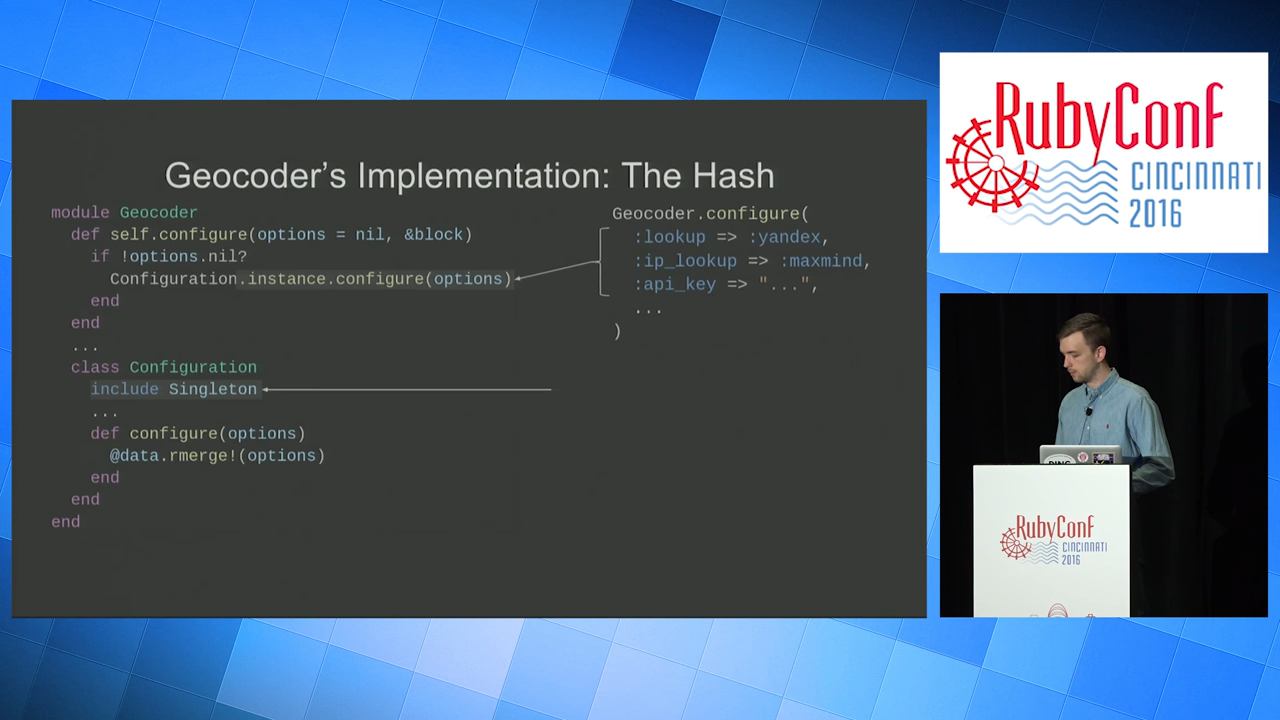 Geocoder's Implementation: The Hash
module Geocoder
  def self.configure(options = nil, &block)
    if !options.nil?
      Configuration.instance.configure(options)
    end
  end
  ...
  class Configuration
    include Singleton
    ...
    def configure(options)
      @data.rmerge!(options)
    end
  end
end
Geocoder.configure(
  :lookup => :yandex,
  :ip_lookup => :maxmind,
  :api_key => "...",
  ...
)
RubyConf
CINCINNATI
2016
RubyConf
CINCINNATI
2016